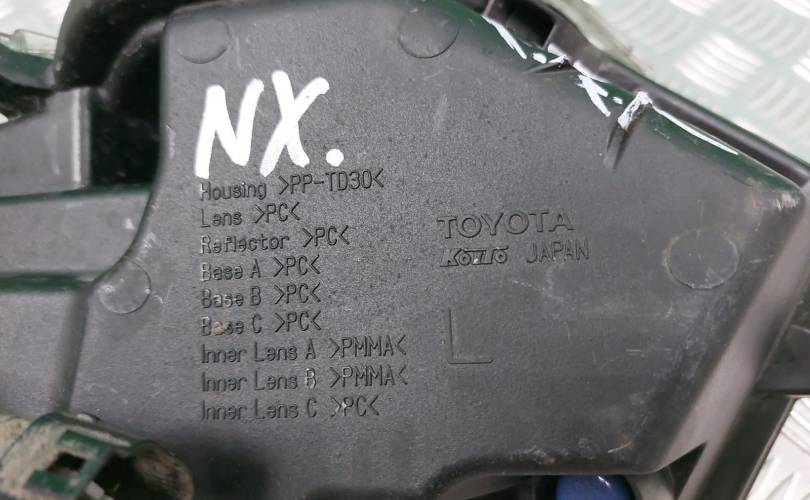 NX.
Housing >PP-TD30<
Lens >PC<
Reflector >PC<
Base A >PC<
Base B >PC<
Base C >PC<
Inner Lens A >PMMA<
Inner Lens B >PMMA<
Inner Lens C >PC<
TOYOTA
KOITO JAPAN
L